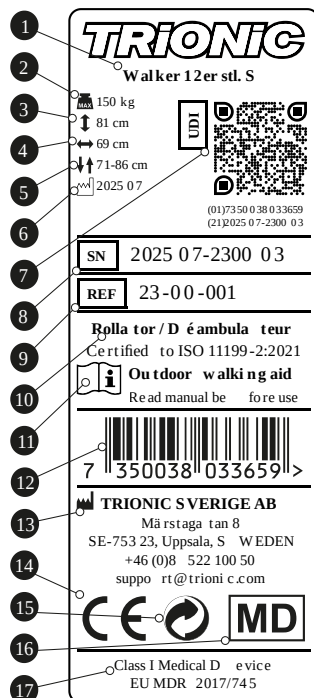 1
TRIONIC
Walker 12er stl. S
2
MAX 150 kg
3
81 cm
4
69 cm
5
71-86 cm
6
2025 07
UDI
(01)7350038033659
(21)202507-2300 03
7
8
SN 2025 07-2300 03
9
REF 23-00-001
10
Rollator/Déambulateur
Certified to ISO 11199-2:2021
11
i Outdoor walking aid
Read manual before use
12
7 350038 033659 >
13
TRIONIC SVERIGE AB
Märstagatan 8
SE-753 23, Uppsala, SWEDEN
+46 (0)8 522 100 50
support@trionic.com
14
15
CE
MD
16
17
Class I Medical Device
EU MDR 2017/745